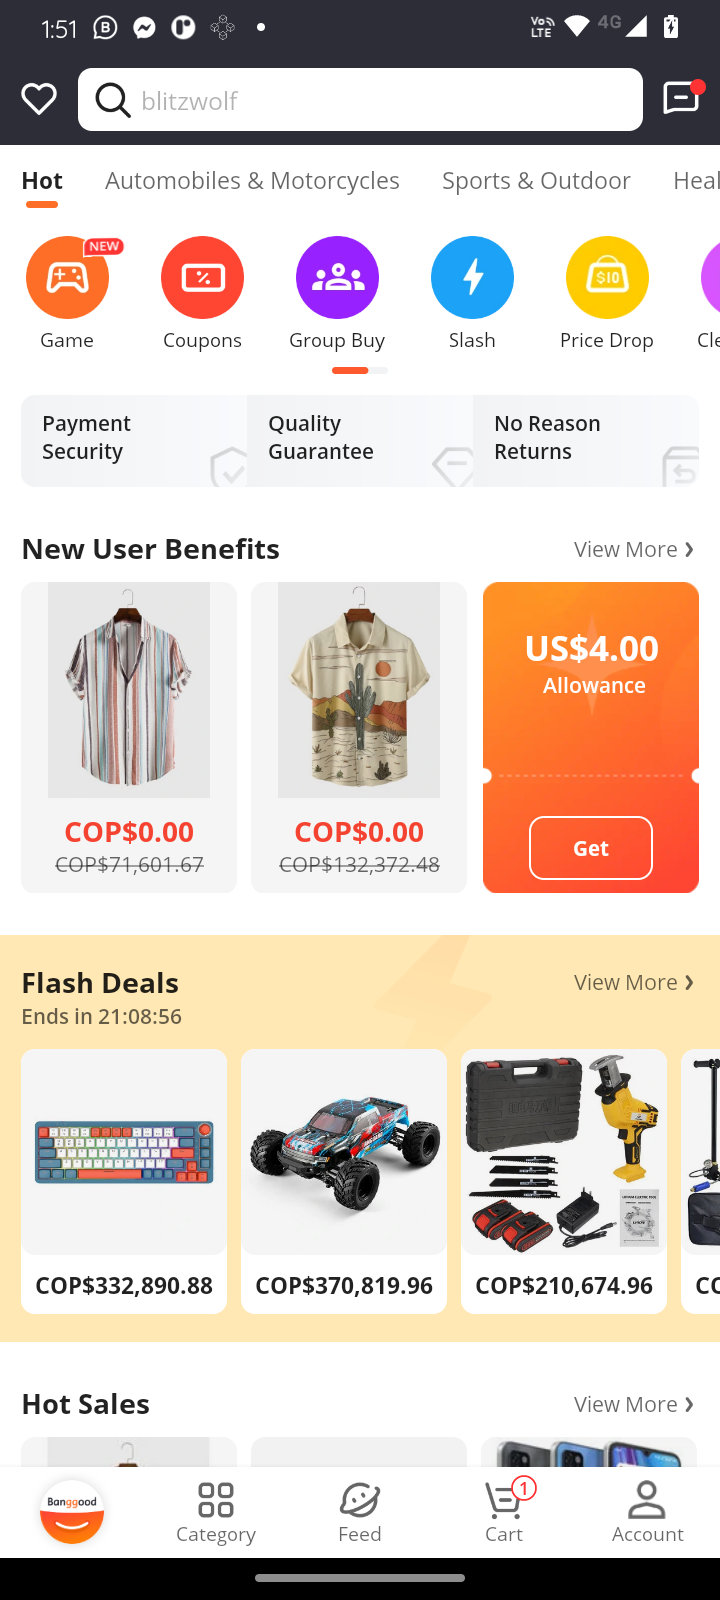 1:51
Vo LTE
4G
blitzwolf
Hot
Automobiles & Motorcycles
Sports & Outdoor
Heal
NEW
$10
Game
Coupons
Group Buy
Slash
Price Drop
Cle
Payment Security
Quality Guarantee
No Reason Returns
New User Benefits
View More
US$4.00
Allowance
COP$0.00
COP$71,601.67
COP$0.00
COP$132,372.48
Get
Flash Deals
View More
Ends in 21:08:56
COP$332,890.88
COP$370,819.96
COP$210,674.96
CO
Hot Sales
View More
Banggood
Category
Feed
1
Cart
Account